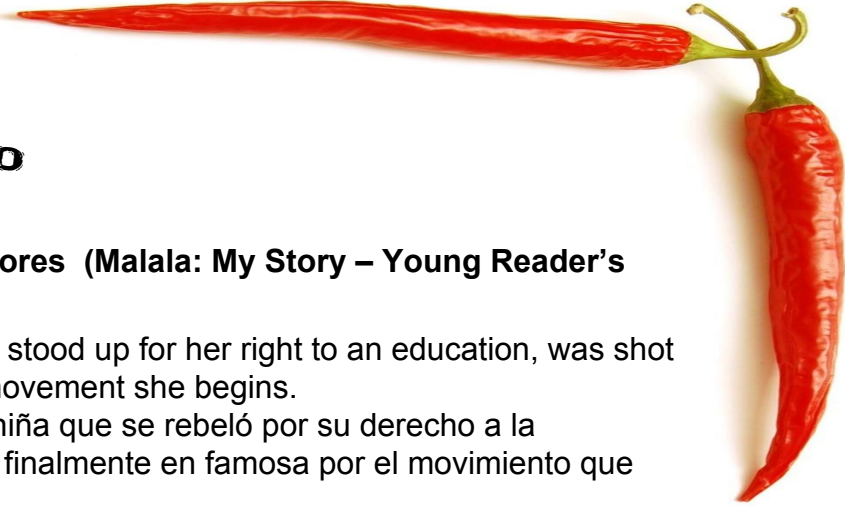 o
ores (Malala: My Story – Young Reader's
stood up for her right to an education, was shot
novement she begins.
niña que se rebeló por su derecho a la
finalmente en famosa por el movimiento que